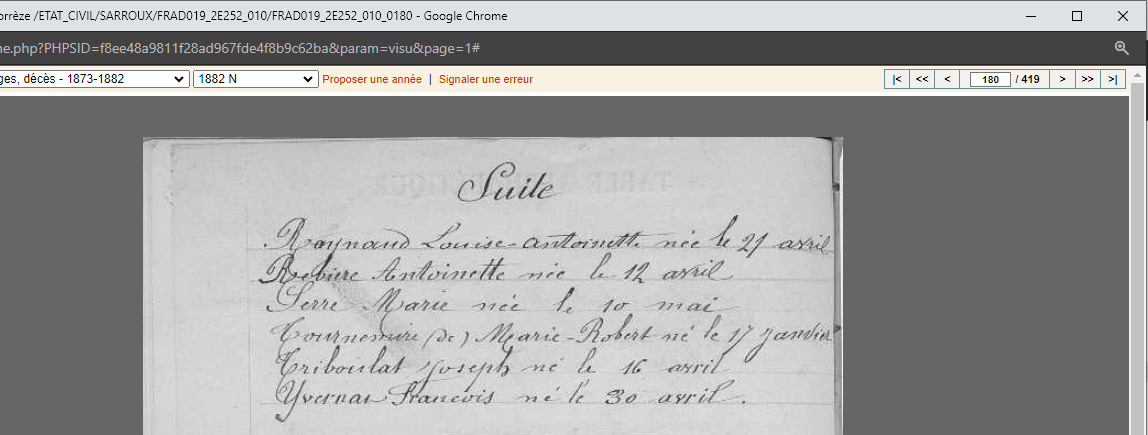 orrèze /ETAT_CIVIL/SARROUX/FRAD019_2E252_010/FRAD019_2E252_010_0180 - Google Chrome
ne.php?PHPSID=f8ee48a9811f28ad967fde4f8b9c62ba&param=visu&page=1#
ges, décès - 1873-1882 1882 N Proposer une année | Signaler une erreur |< << < 180 / 419 > >> >|
Suite
Raynaud Louise-Antoinette née le 21 avril
Rebière Antoinette née le 12 avril
Serre Marie née le 10 mai
Tournemire (de) Marie-Robert né le 17 janvier
Triboulat Joseph né le 16 avril
Yvernat François né le 30 avril.